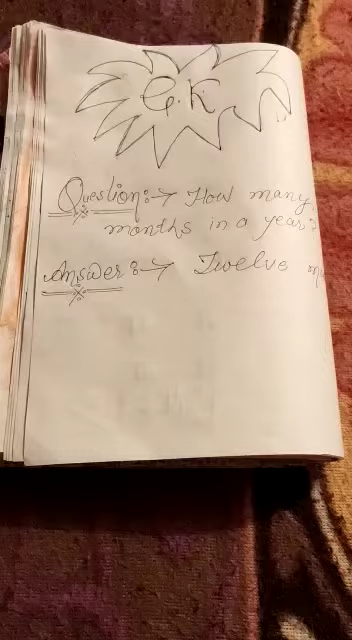 G.K
Question:→ How many
months in a year?
Answer:→ Twelve